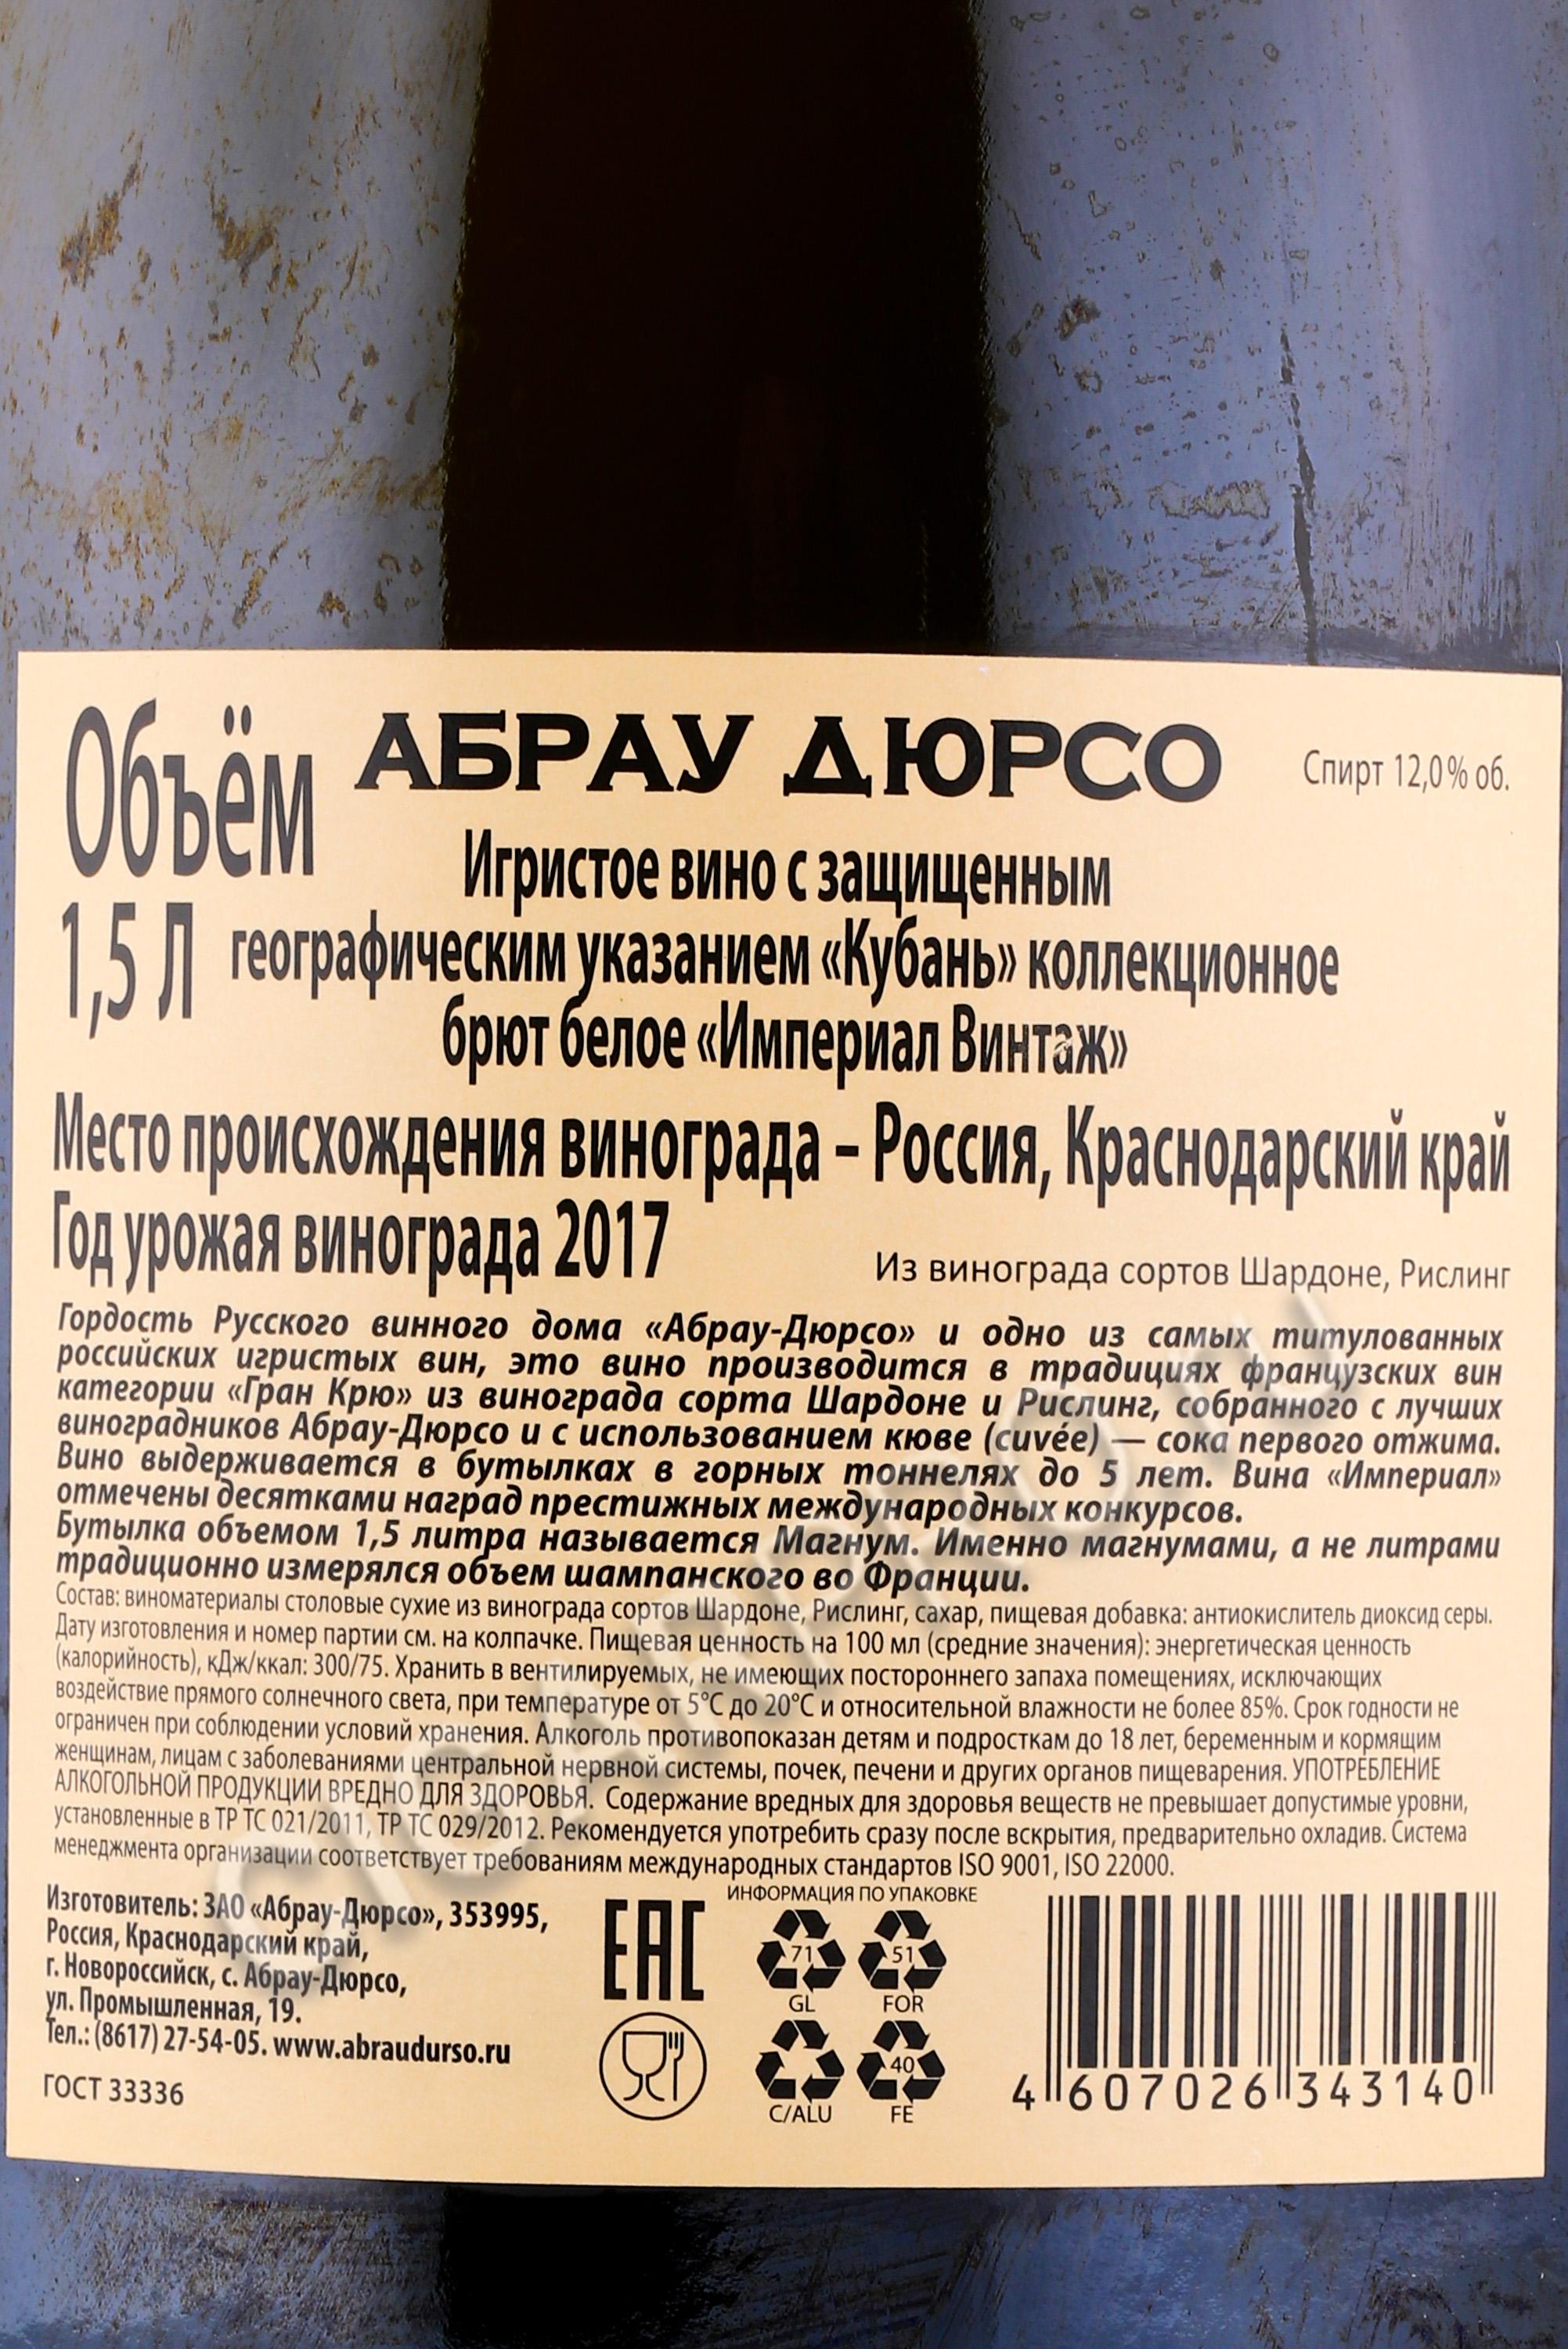 Объём
1,5 Л
АБРАУ ДЮРСО
Спирт 12,0% об.
Игристое вино с защищенным
географическим указанием «Кубань» коллекционное
брют белое «Империал Винтаж»
Место происхождения винограда – Россия, Краснодарский край
Год урожая винограда 2017
Из винограда сортов Шардоне, Рислинг
Гордость Русского винного дома «Абрау-Дюрсо» и одно из самых титулованных
российских игристых вин, это вино производится в традициях французских вин
категории «Гран Крю» из винограда сорта Шардоне и Рислинг, собранного с лучших
виноградников Абрау-Дюрсо и с использованием кюве (cuvée) — сока первого отжима.
Вино выдерживается в бутылках в горных тоннелях до 5 лет. Вина «Империал»
отмечены десятками наград престижных международных конкурсов.
Бутылка объемом 1,5 литра называется Магнум. Именно магнумами, а не литрами
традиционно измерялся объем шампанского во Франции.
Состав: виноматериалы столовые сухие из винограда сортов Шардоне, Рислинг, сахар, пищевая добавка: антиокислитель диоксид серы.
Дату изготовления и номер партии см. на колпачке. Пищевая ценность на 100 мл (средние значения): энергетическая ценность
(калорийность), кДж/ккал: 300/75. Хранить в вентилируемых, не имеющих постороннего запаха помещениях, исключающих
воздействие прямого солнечного света, при температуре от 5°С до 20°С и относительной влажности не более 85%. Срок годности не
ограничен при соблюдении условий хранения. Алкоголь противопоказан детям и подросткам до 18 лет, беременным и кормящим
женщинам, лицам с заболеваниями центральной нервной системы, почек, печени и других органов пищеварения. УПОТРЕБЛЕНИЕ
АЛКОГОЛЬНОЙ ПРОДУКЦИИ ВРЕДНО ДЛЯ ЗДОРОВЬЯ. Содержание вредных для здоровья веществ не превышает допустимые уровни,
установленные в ТР ТС 021/2011, ТР ТС 029/2012. Рекомендуется употребить сразу после вскрытия, предварительно охладив. Система
менеджмента организации соответствует требованиям международных стандартов ISO 9001, ISO 22000.
Изготовитель: ЗАО «Абрау-Дюрсо», 353995,
Россия, Краснодарский край,
г. Новороссийск, с. Абрау-Дюрсо,
ул. Промышленная, 19.
Тел.: (8617) 27-54-05. www.abraudurso.ru
ГОСТ 33336
ЕАС
ИНФОРМАЦИЯ ПО УПАКОВКЕ
71 51
GL FOR
40
C/ALU FE
4 607026 343140